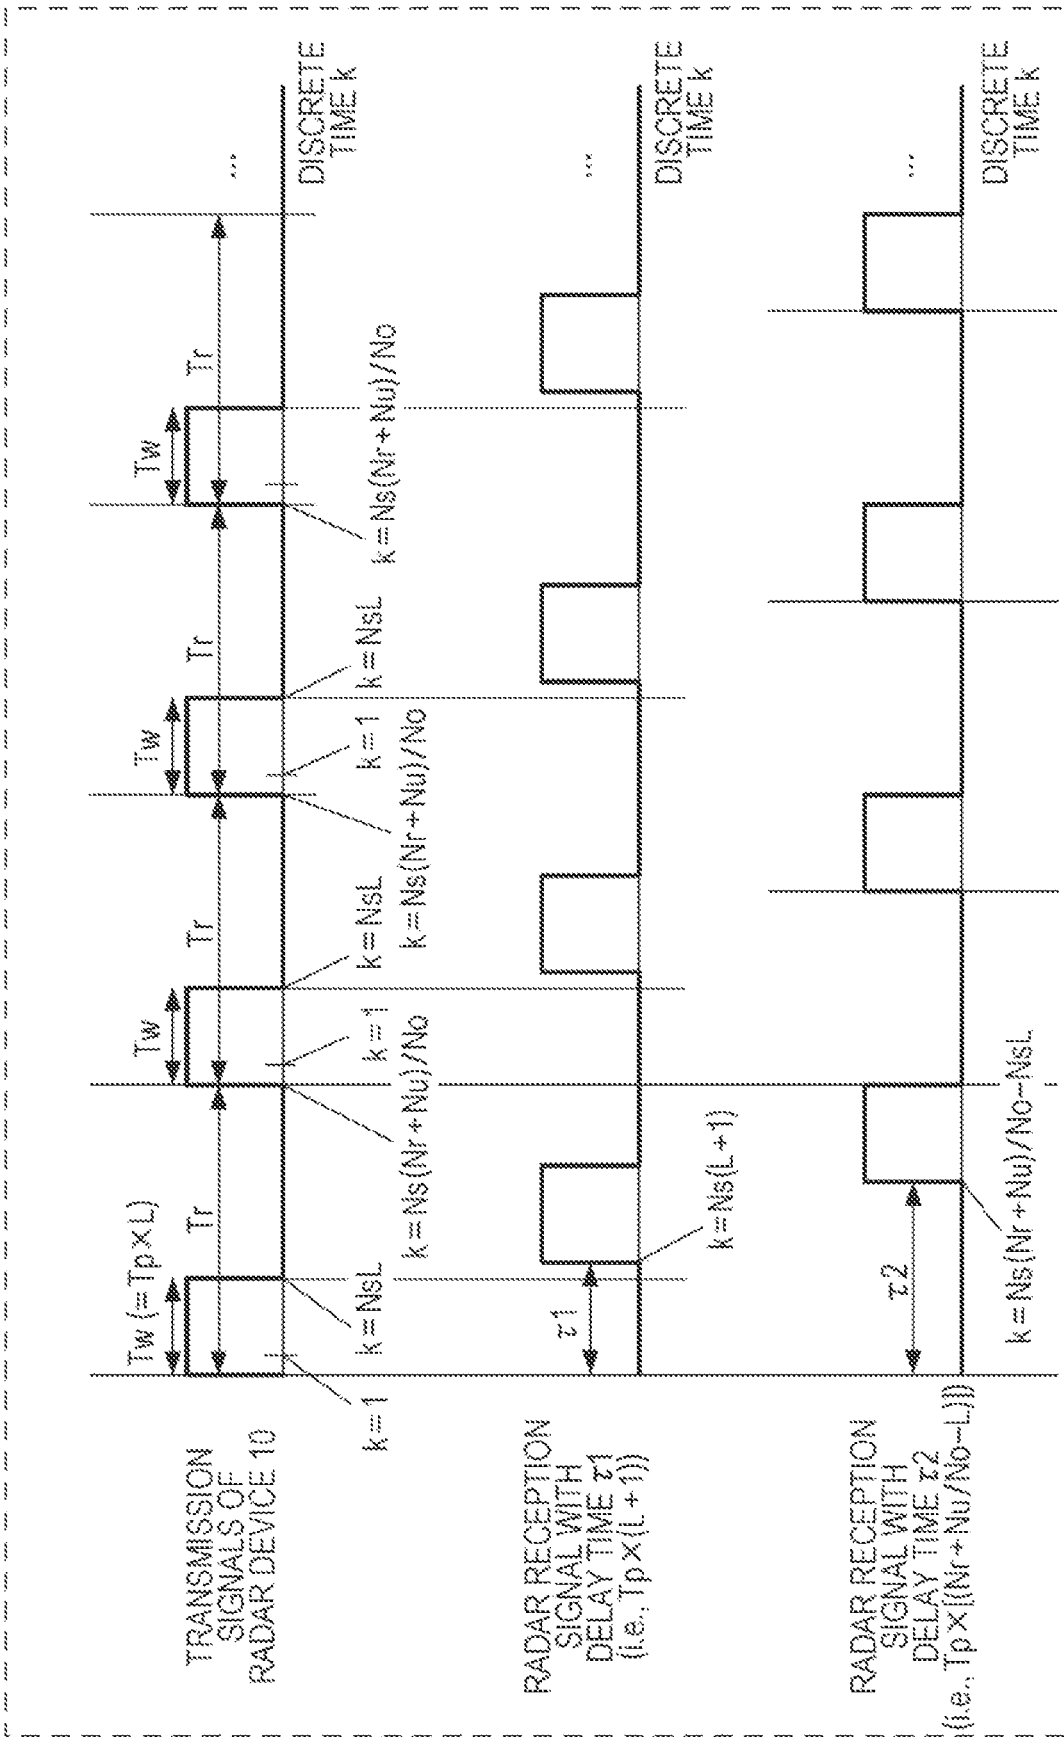 TRANSMISSION
SIGNALS OF
RADAR DEVICE 10
Tw (=Tp×L)
Tw
Tw
Tw
Tr
Tr
Tr
Tr
...
k=1
k=NsL
k=Ns(Nr+Nu)/No
k=1
k=NsL
k=Ns(Nr+Nu)/No
k=1
k=NsL
k=Ns(Nr+Nu)/No
DISCRETE
TIME k
RADAR RECEPTION
SIGNAL WITH
DELAY TIME τ1
(i.e., Tp×(L+1))
τ1
k=Ns(L+1)
...
DISCRETE
TIME k
RADAR RECEPTION
SIGNAL WITH
DELAY TIME τ2
(i.e., Tp×[(Nr+Nu/No-L)])
τ2
k=Ns(Nr+Nu)/No-NsL
...
DISCRETE
TIME k